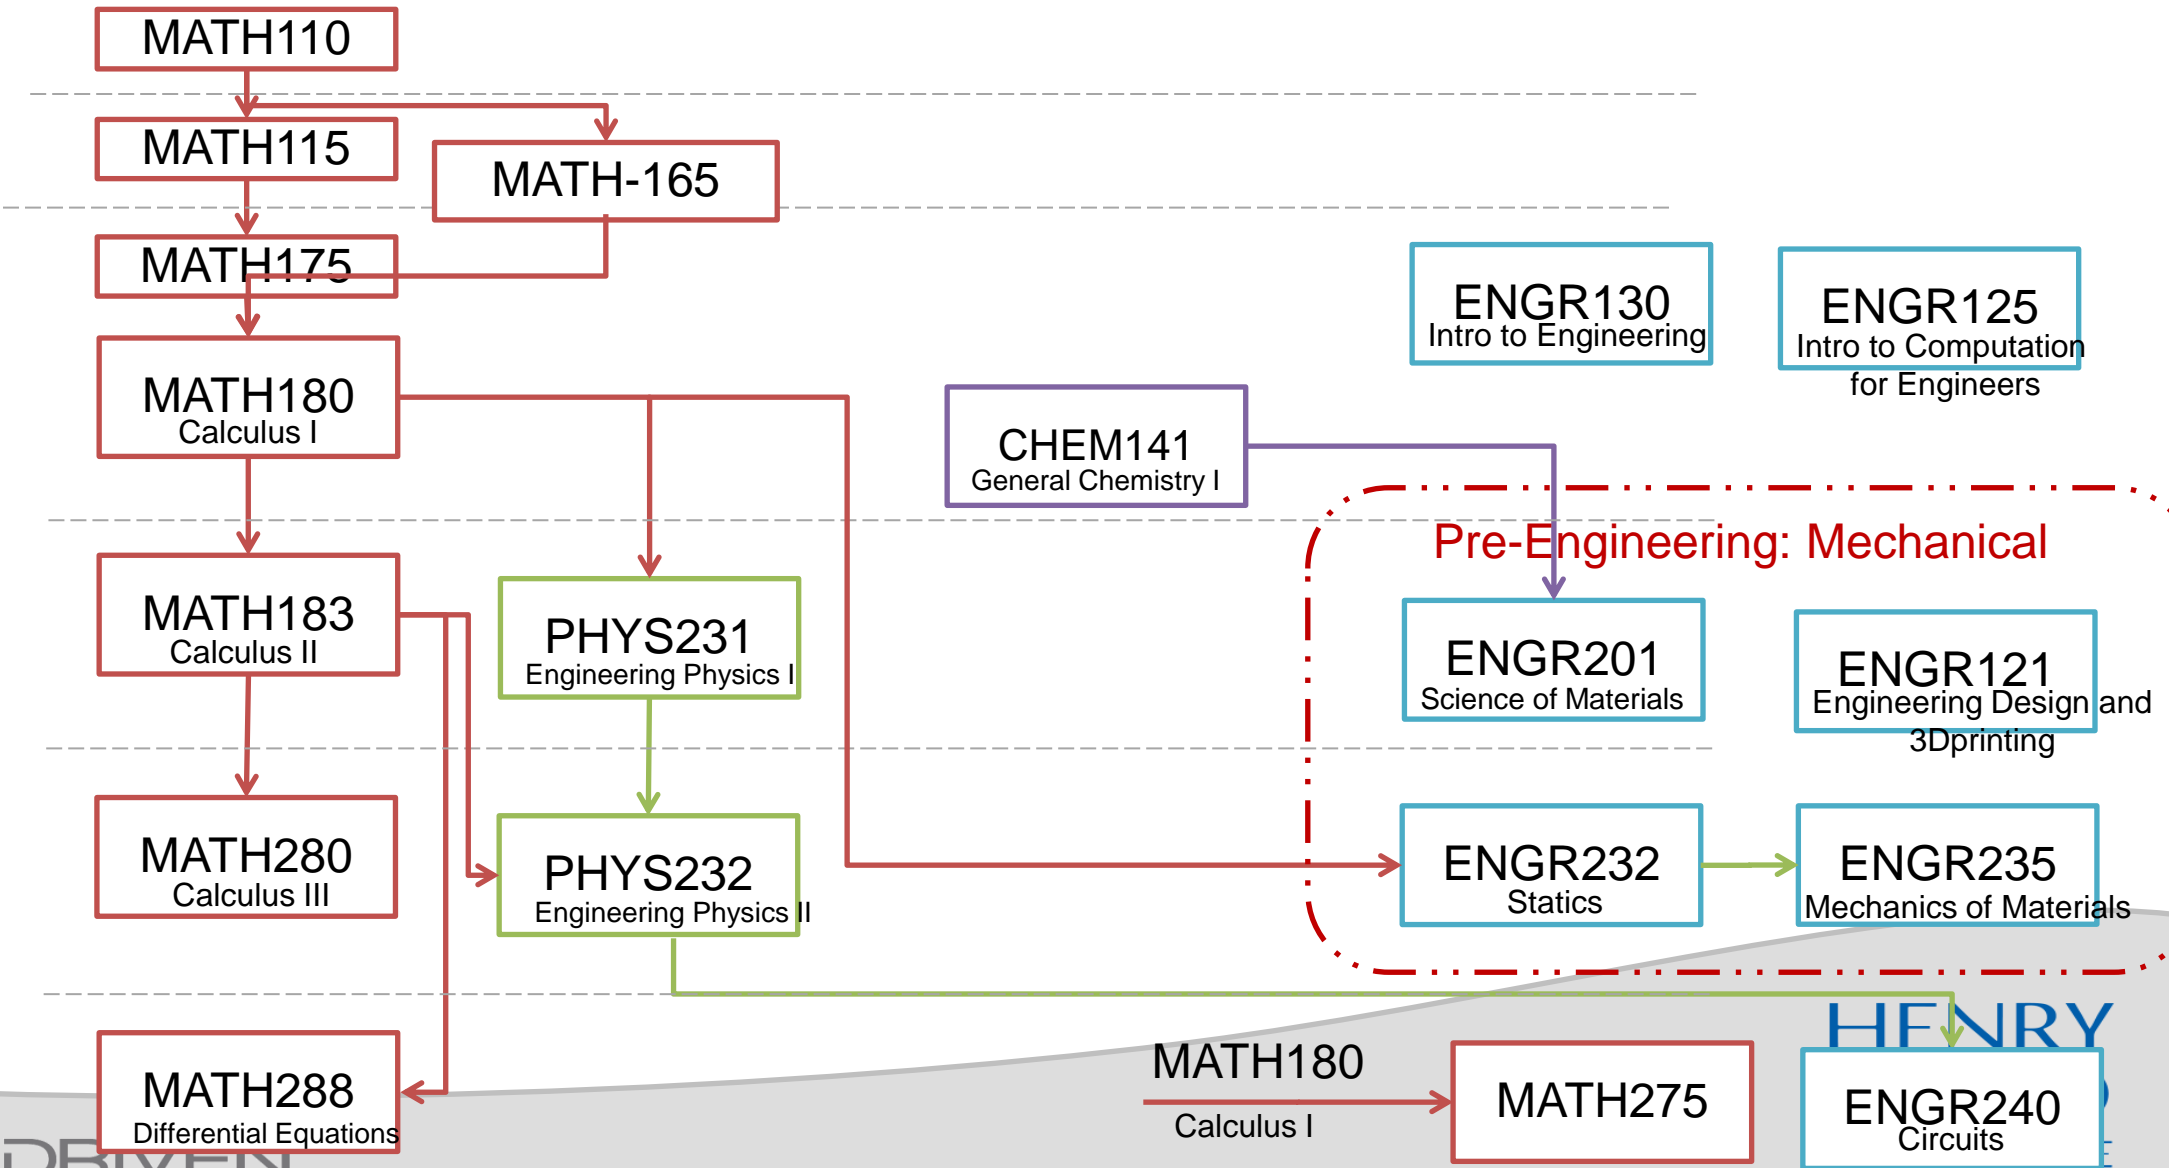 MATH110
MATH115
MATH-165
MATH175
ENGR130
Intro to Engineering
ENGR125
Intro to Computation
for Engineers
MATH180
Calculus I
CHEM141
General Chemistry I
Pre-Engineering: Mechanical
MATH183
Calculus II
PHYS231
Engineering Physics I
ENGR201
Science of Materials
ENGR121
Engineering Design and
3Dprinting
MATH280
Calculus III
PHYS232
Engineering Physics II
ENGR232
Statics
ENGR235
Mechanics of Materials
HENRY
MATH288
Differential Equations
MATH180
Calculus I
MATH275
ENGR240
Circuits
DRIVEN